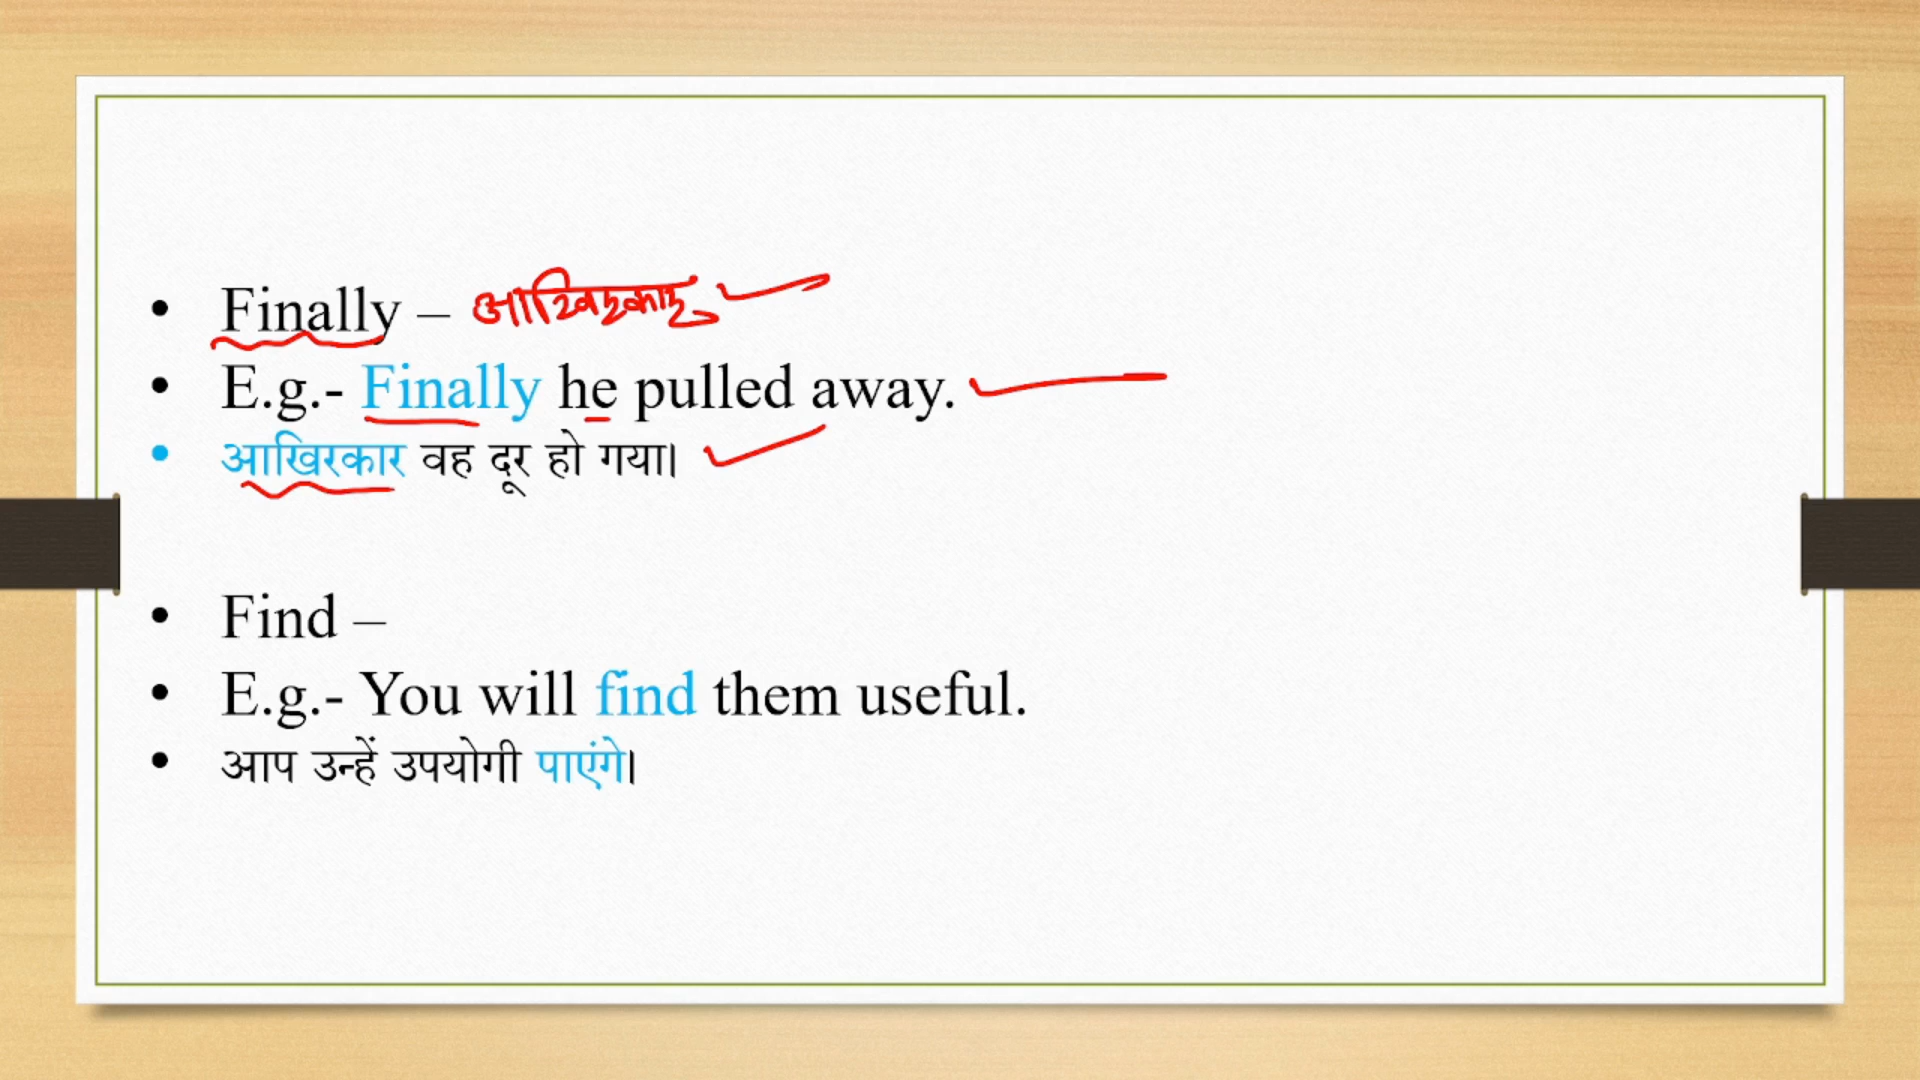 • Finally – आखिरकार
• E.g.- Finally he pulled away.
• आखिरकार वह दूर हो गया।
• Find –
• E.g.- You will find them useful.
• आप उन्हें उपयोगी पाएंगे।